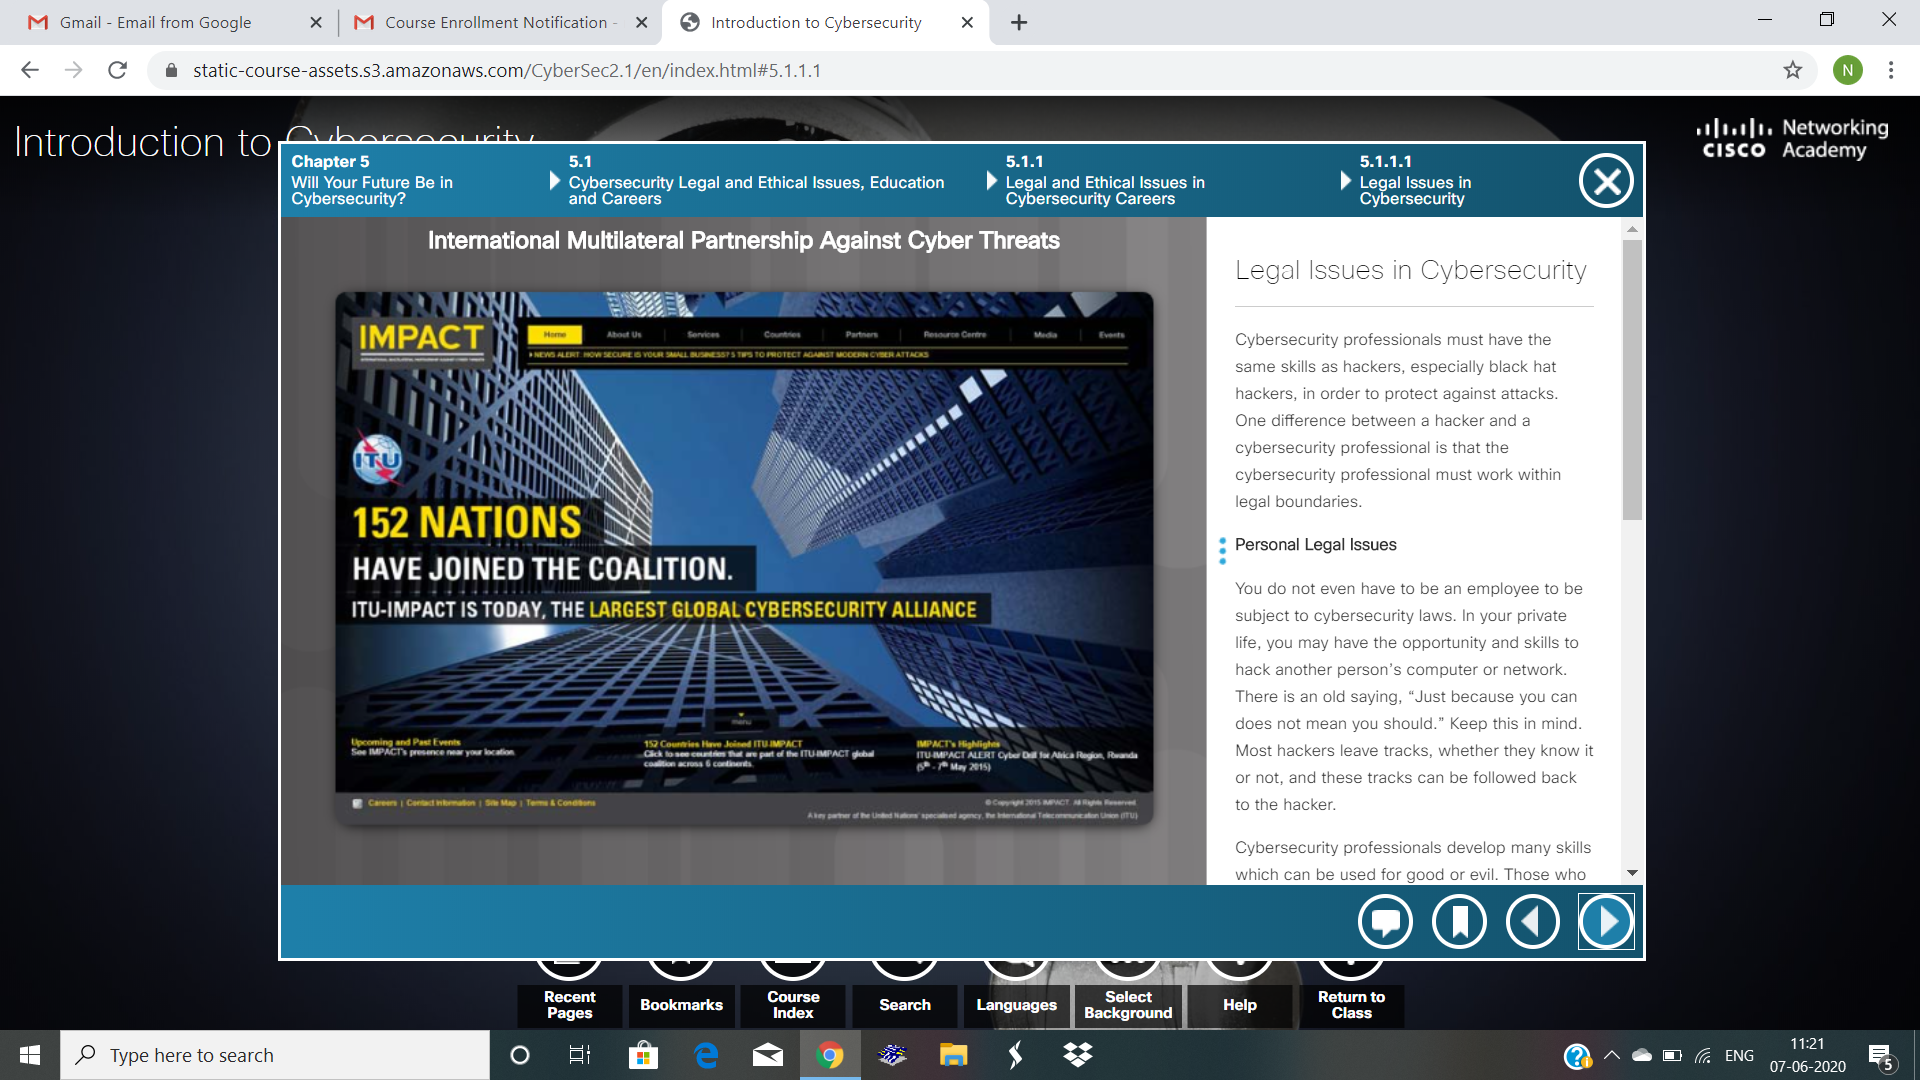 Gmail - Email from Google
Course Enrollment Notification -
Introduction to Cybersecurity
static-course-assets.s3.amazonaws.com/CyberSec2.1/en/index.html#5.1.1.1
N
Introduction to Cybersecurity
Networking
CISCO Academy
Chapter 5
Will Your Future Be in
Cybersecurity?
5.1
Cybersecurity Legal and Ethical Issues, Education
and Careers
5.1.1
Legal and Ethical Issues in
Cybersecurity Careers
5.1.1.1
Legal Issues in
Cybersecurity
International Multilateral Partnership Against Cyber Threats
IMPACT
Home About Us Services Countries Partners Resource Centre Media Events
NEWS ALERT: HOW SECURE IS YOUR SMALL BUSINESS? 5 TIPS TO PROTECT AGAINST MODERN CYBER ATTACKS
ITU
152 NATIONS
HAVE JOINED THE COALITION.
ITU-IMPACT IS TODAY, THE LARGEST GLOBAL CYBERSECURITY ALLIANCE
menu
Upcoming and Past Events
See IMPACT's presence near your location.
152 Countries Have Joined ITU-IMPACT
Click to see countries that are part of the ITU-IMPACT global
coalition across 6 continents.
IMPACT's Highlights
ITU-IMPACT ALERT Cyber Drill for Africa Region, Rwanda
(5th - 7th May 2015)
Careers | Contact Information | Site Map | Terms & Conditions
© Copyright 2015 IMPACT. All Rights Reserved.
A key partner of the United Nations' specialised agency, the International Telecommunication Union (ITU)
Legal Issues in Cybersecurity
Cybersecurity professionals must have the
same skills as hackers, especially black hat
hackers, in order to protect against attacks.
One difference between a hacker and a
cybersecurity professional is that the
cybersecurity professional must work within
legal boundaries.
Personal Legal Issues
You do not even have to be an employee to be
subject to cybersecurity laws. In your private
life, you may have the opportunity and skills to
hack another person's computer or network.
There is an old saying, “Just because you can
does not mean you should.” Keep this in mind.
Most hackers leave tracks, whether they know it
or not, and these tracks can be followed back
to the hacker.
Cybersecurity professionals develop many skills
which can be used for good or evil. Those who
Recent
Pages
Bookmarks
Course
Index
Search
Languages
Select
Background
Help
Return to
Class
Type here to search
ENG
11:21
07-06-2020
5